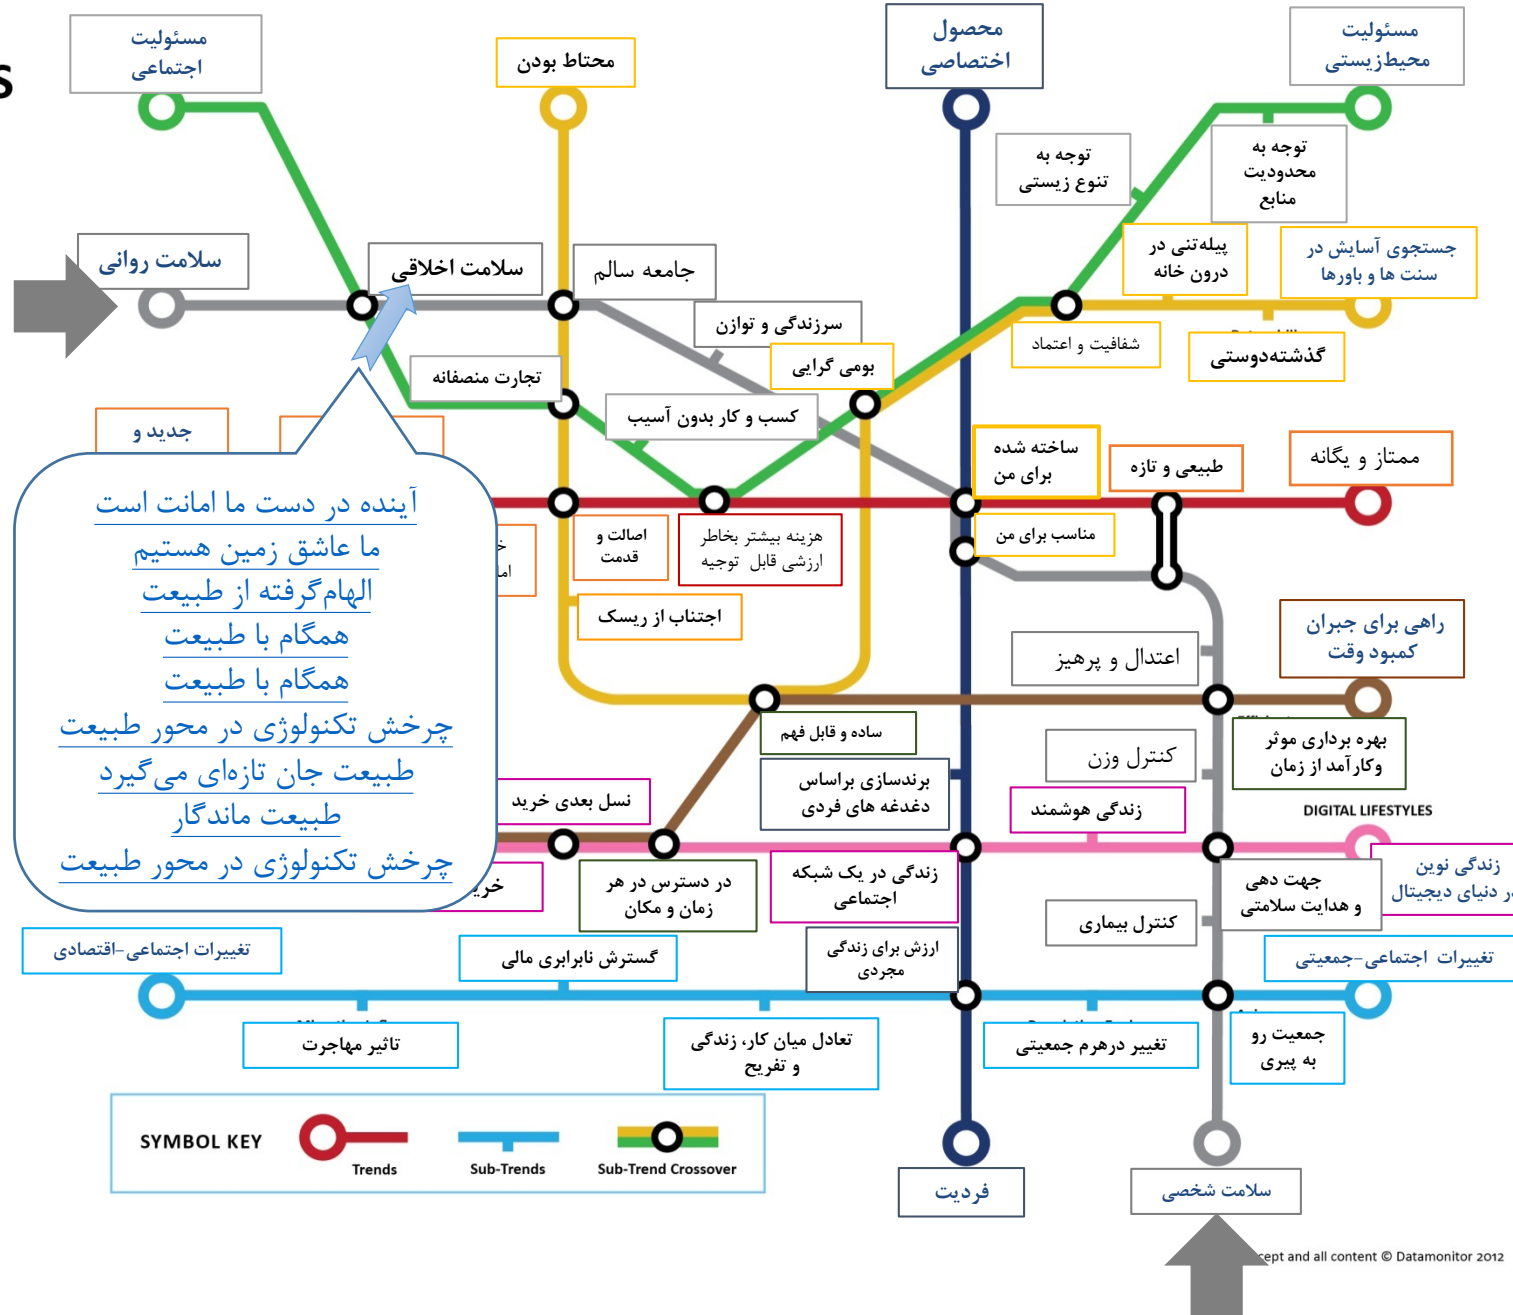 S
مسئولیت
اجتماعی
محتاط بودن
محصول
اختصاصی
مسئولیت
محیط‌زیستی
توجه به
تنوع زیستی
توجه به
محدودیت
منابع
سلامت روانی
سلامت اخلاقی
جامعه سالم
پیله‌تنی در
درون خانه
جستجوی آسایش در
سنت ها و باورها
سرزندگی و توازن
شفافیت و اعتماد
گذشته‌دوستی
تجارت منصفانه
بومی گرایی
کسب و کار بدون آسیب
جدید و
ساخته شده
برای من
طبیعی و تازه
ممتاز و یگانه
آینده در دست ما امانت است
ما عاشق زمین هستیم
الهام‌گرفته از طبیعت
همگام با طبیعت
همگام با طبیعت
چرخش تکنولوژی در محور طبیعت
طبیعت جان تازه‌ای می‌گیرد
طبیعت ماندگار
چرخش تکنولوژی در محور طبیعت
اصالت و
قدمت
هزینه بیشتر بخاطر
ارزشی قابل توجیه
مناسب برای من
اجتناب از ریسک
اعتدال و پرهیز
راهی برای جبران
کمبود وقت
ساده و قابل فهم
کنترل وزن
بهره برداری موثر
وکارآمد از زمان
برندسازی براساس
دغدغه های فردی
نسل بعدی خرید
زندگی هوشمند
DIGITAL LIFESTYLES
در دسترس در هر
زمان و مکان
زندگی در یک شبکه
اجتماعی
جهت دهی
و هدایت سلامتی
زندگی نوین
در دنیای دیجیتال
کنترل بیماری
تغییرات اجتماعی-اقتصادی
گسترش نابرابری مالی
ارزش برای زندگی
مجردی
تغییرات اجتماعی-جمعیتی
تاثیر مهاجرت
تعادل میان کار، زندگی
و تفریح
تغییر درهرم جمعیتی
جمعیت رو
به پیری
SYMBOL KEY
Trends
Sub-Trends
Sub-Trend Crossover
فردیت
سلامت شخصی
cept and all content © Datamonitor 2012